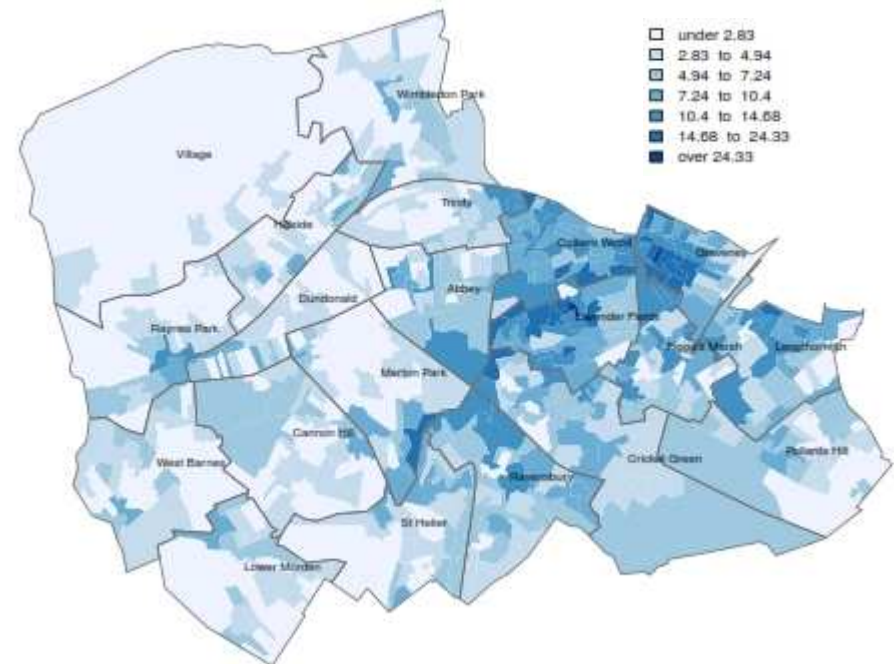 under 2.83
2.83 to 4.94
4.94 to 7.24
7.24 to 10.4
10.4 to 14.68
14.68 to 24.33
over 24.33
Wimbledon Park
Village
Trinity
Hillside
Colliers Wood
Graveney
Abbey
Dundonald
Lavender Fields
Raynes Park
Figge's Marsh
Longthornton
Merton Park
Cannon Hill
West Barnes
Cricket Green
Pollards Hill
Ravensbury
St Helier
Lower Morden